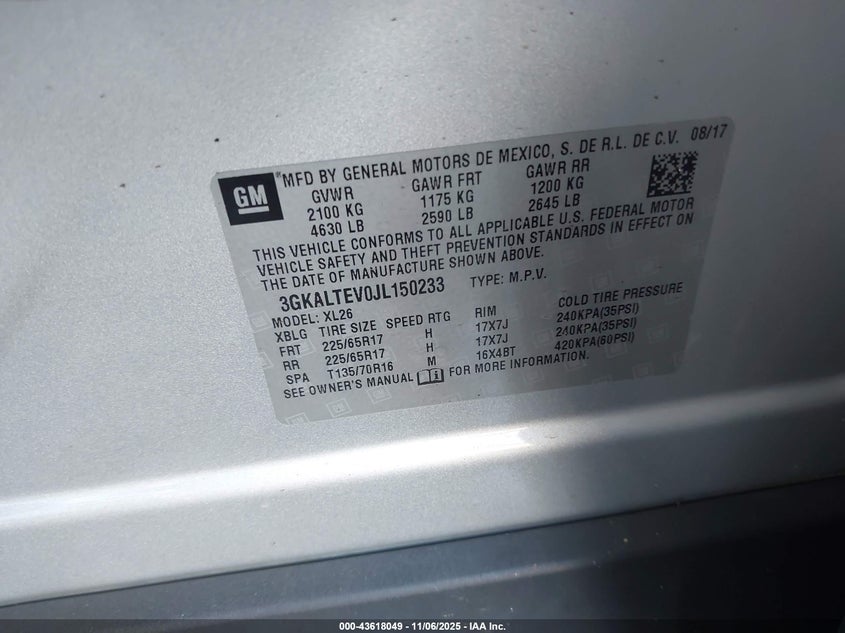 GM
*MFD BY GENERAL MOTORS DE MEXICO, S. DE R.L. DE C.V. 08/17
GVWR GAWR FRT GAWR RR
2100 KG 1175 KG 1200 KG
4630 LB 2590 LB 2645 LB
THIS VEHICLE CONFORMS TO ALL APPLICABLE U.S. FEDERAL MOTOR
VEHICLE SAFETY AND THEFT PREVENTION STANDARDS IN EFFECT ON
THE DATE OF MANUFACTURE SHOWN ABOVE.
3GKALTEV0JL150233 TYPE: M.P.V.
MODEL: XL26
XBLG TIRE SIZE SPEED RTG RIM COLD TIRE PRESSURE
FRT 225/65R17 H 17X7J 240KPA(35PSI)
RR 225/65R17 H 17X7J 240KPA(35PSI)
SPA T135/70R16 M 16X4BT 420KPA(60PSI)
SEE OWNER'S MANUAL FOR MORE INFORMATION.
000-43618049 - 11/06/2025 - IAA Inc.